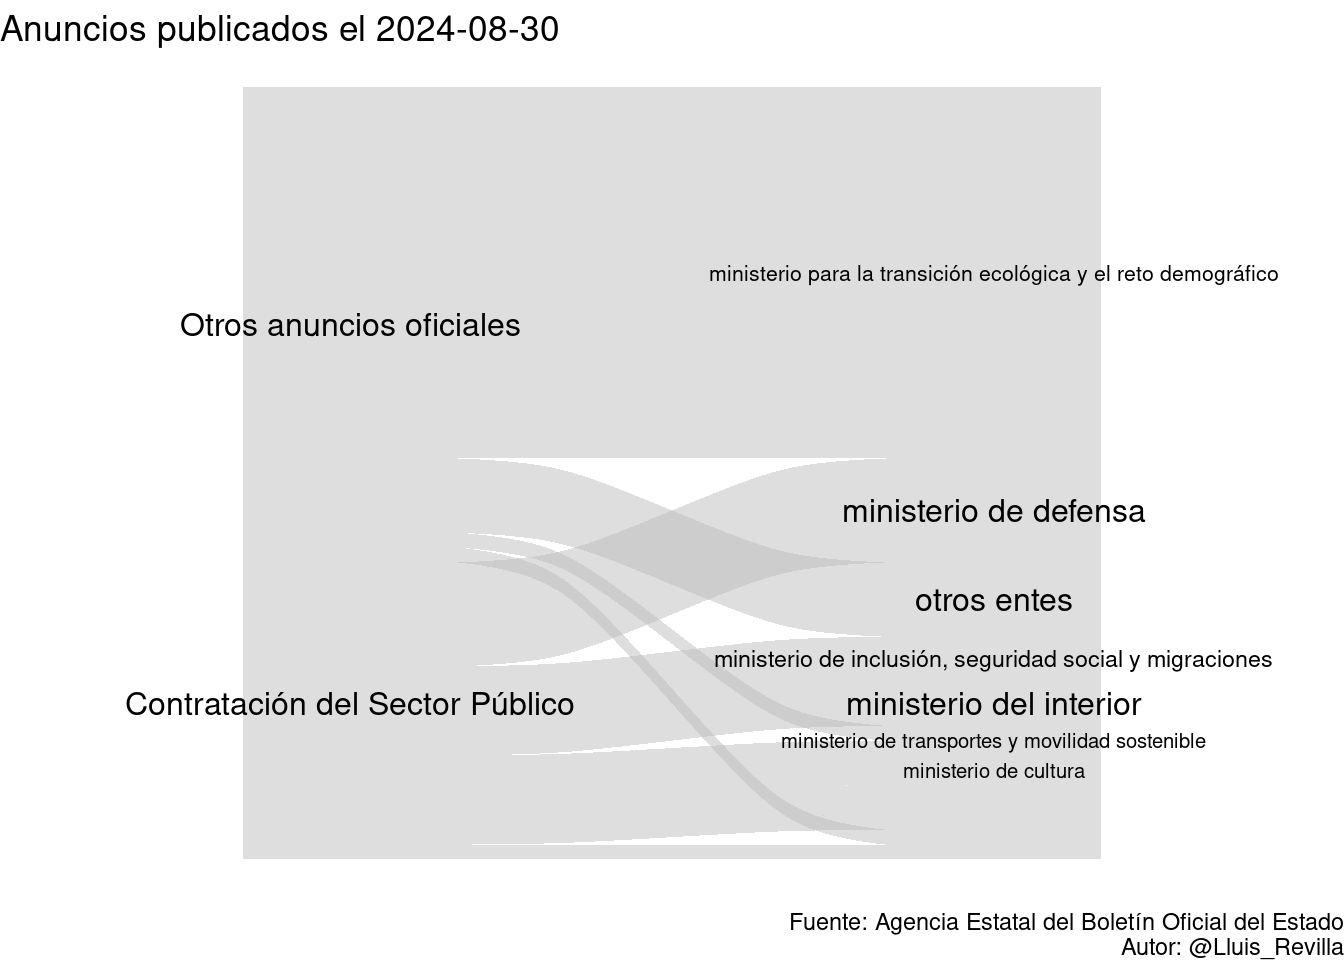 Anuncios publicados el 2024-08-30
ministerio para la transición ecológica y el reto demográfico
Otros anuncios oficiales
ministerio de defensa
otros entes
ministerio de inclusión, seguridad social y migraciones
Contratación del Sector Público
ministerio del interior
ministerio de transportes y movilidad sostenible
ministerio de cultura
Fuente: Agencia Estatal del Boletín Oficial del Estado
Autor: @Lluis_Revilla